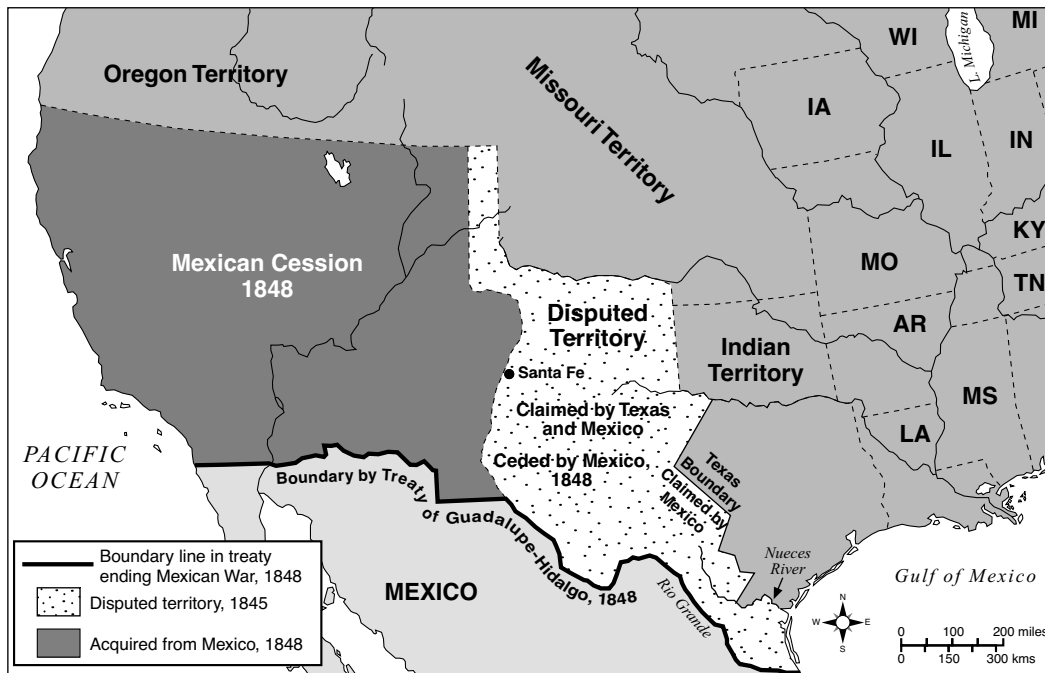 Oregon Territory
Missouri Territory
WI
MI
L. Michigan
IA
IL
IN
Mexican Cession
1848
MO
KY
TN
AR
Disputed
Territory
Indian
Territory
Santa Fe
MS
LA
Claimed by Texas
and Mexico
Ceded by Mexico,
1848
Texas
Boundary
Claimed by
Mexico
PACIFIC
OCEAN
Boundary by Treaty of Guadalupe-Hidalgo, 1848
MEXICO
Rio Grande
Nueces
River
Gulf of Mexico
Boundary line in treaty
ending Mexican War, 1848
Disputed territory, 1845
Acquired from Mexico, 1848
N
W E
S
0 100 200 miles
0 150 300 kms